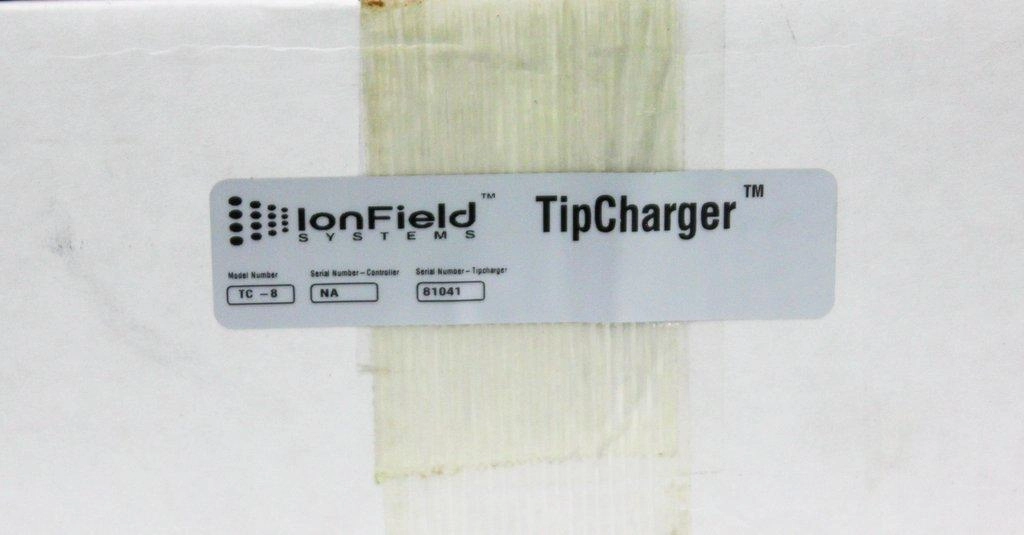 IonField™ TipCharger™
SYSTEMS
Model Number Serial Number-Controller Serial Number-Tipcharger
TC -8 NA 81041